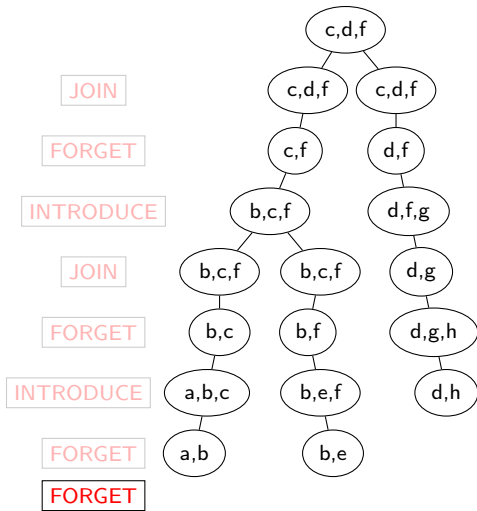 c,d,f
JOIN c,d,f c,d,f
FORGET c,f d,f
INTRODUCE b,c,f d,f,g
JOIN b,c,f b,c,f d,g
FORGET b,c b,f d,g,h
INTRODUCE a,b,c b,e,f d,h
FORGET a,b b,e
FORGET